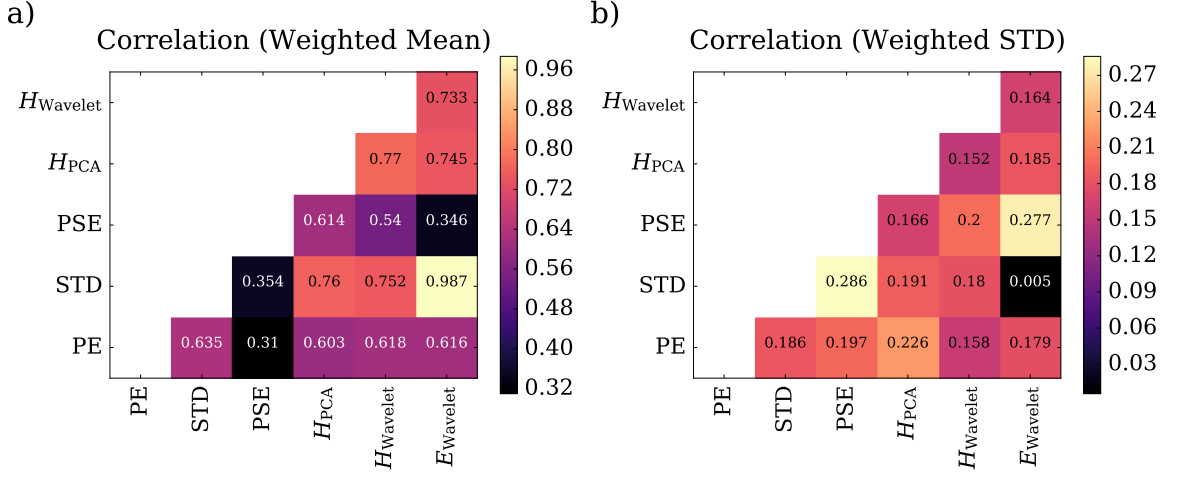 a)
Correlation (Weighted Mean)
H_Wavelet 0.733
H_PCA 0.77 0.745
PSE 0.614 0.54 0.346
STD 0.354 0.76 0.752 0.987
PE 0.635 0.31 0.603 0.618 0.616
PE STD PSE H_PCA H_Wavelet E_Wavelet
0.96
0.88
0.80
0.72
0.64
0.56
0.48
0.40
0.32
b)
Correlation (Weighted STD)
H_Wavelet 0.164
H_PCA 0.152 0.185
PSE 0.166 0.2 0.277
STD 0.286 0.191 0.18 0.005
PE 0.186 0.197 0.226 0.158 0.179
PE STD PSE H_PCA H_Wavelet E_Wavelet
0.27
0.24
0.21
0.18
0.15
0.12
0.09
0.06
0.03